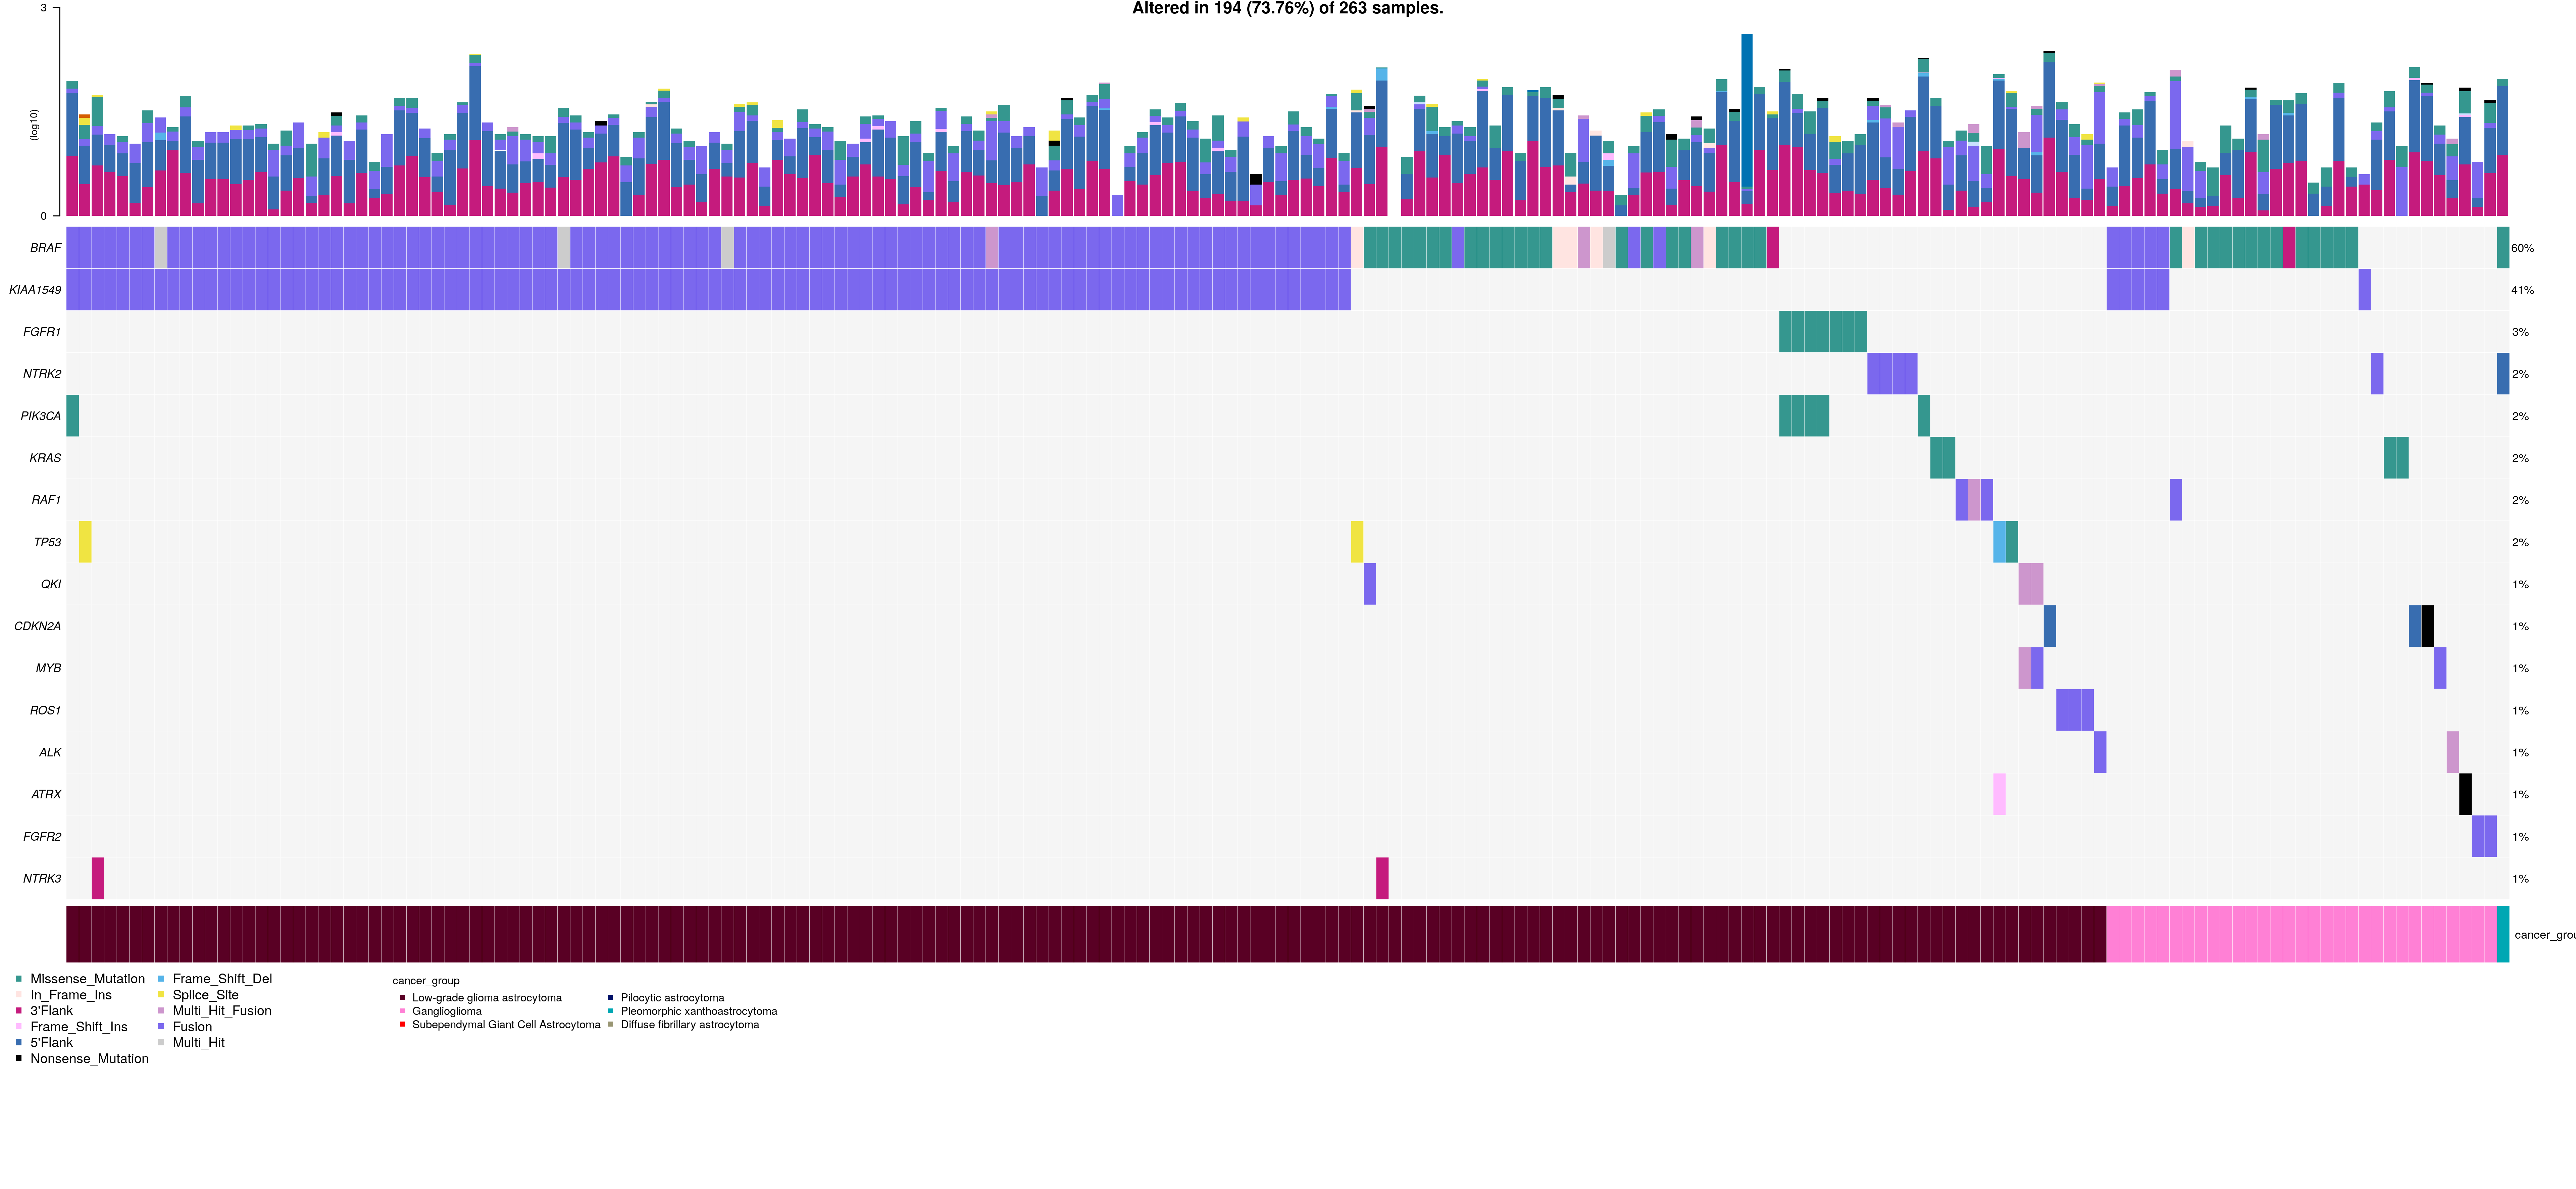 Altered in 194 (73.76%) of 263 samples.
3
(log10)
0
BRAF 60%
KIAA1549 41%
FGFR1 3%
NTRK2 2%
PIK3CA 2%
KRAS 2%
RAF1 2%
TP53 2%
QKI 1%
CDKN2A 1%
MYB 1%
ROS1 1%
ALK 1%
ATRX 1%
FGFR2 1%
NTRK3 1%
cancer_grou
Missense_Mutation
In_Frame_Ins
3'Flank
Frame_Shift_Ins
5'Flank
Nonsense_Mutation
Frame_Shift_Del
Splice_Site
Multi_Hit_Fusion
Fusion
Multi_Hit
cancer_group
Low-grade glioma astrocytoma
Ganglioglioma
Subependymal Giant Cell Astrocytoma
Pilocytic astrocytoma
Pleomorphic xanthoastrocytoma
Diffuse fibrillary astrocytoma